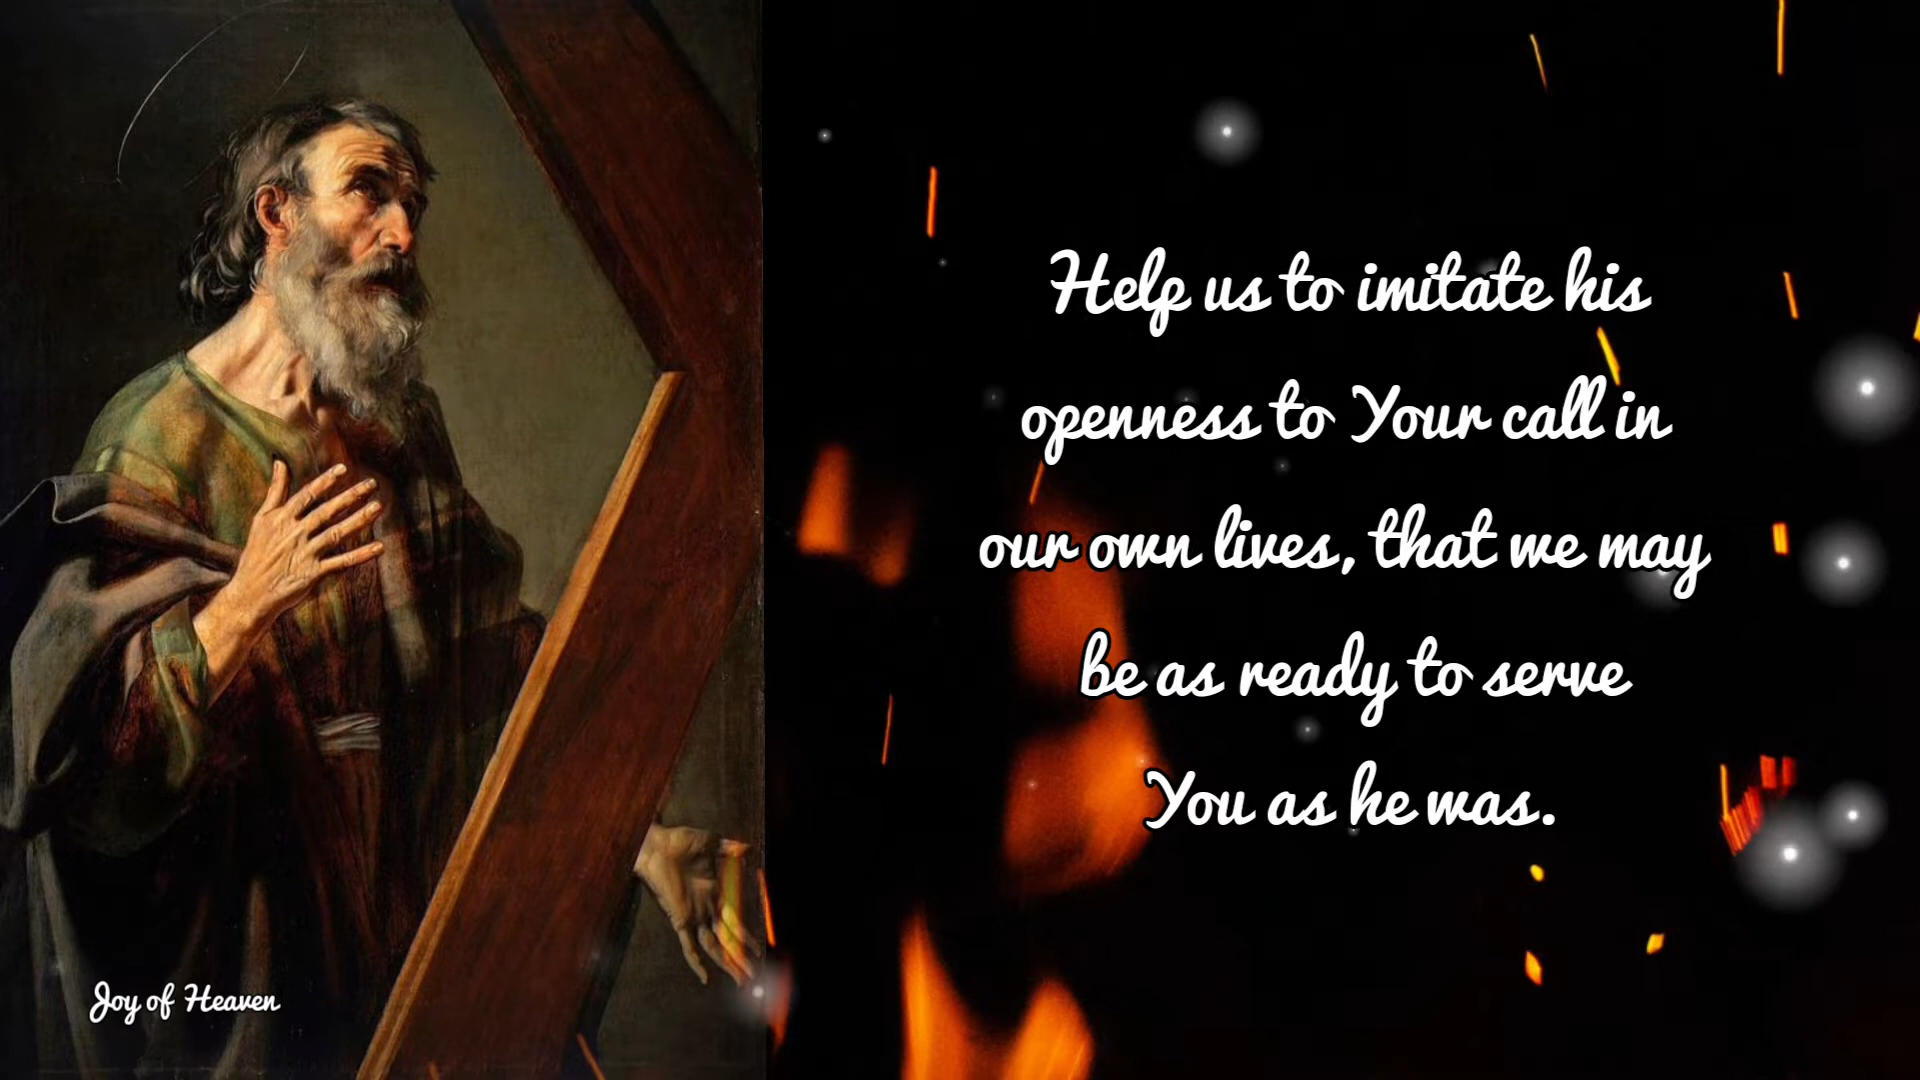 Help us to imitate his
openness to Your call in
our own lives, that we may
be as ready to serve
You as he was.
Joy of Heaven